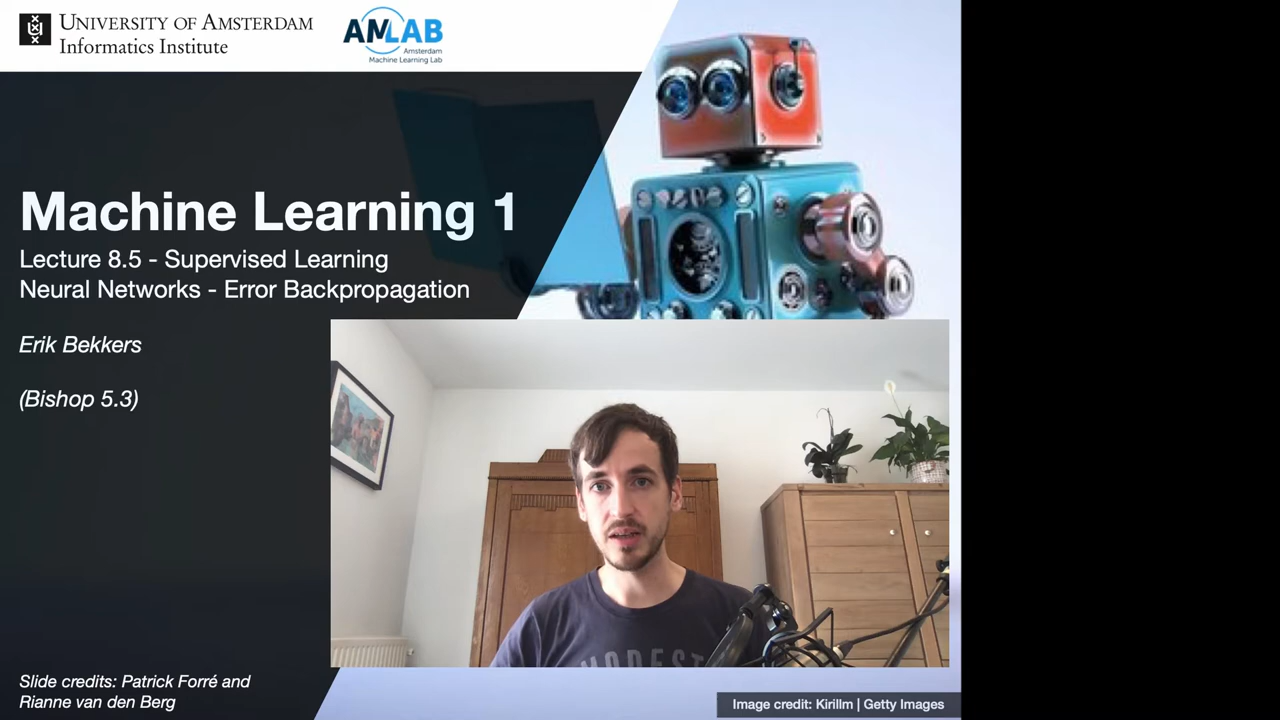 UNIVERSITY OF AMSTERDAM
Informatics Institute
AMLAB
Amsterdam
Machine Learning Lab
Machine Learning 1
Lecture 8.5 - Supervised Learning
Neural Networks - Error Backpropagation
Erik Bekkers
(Bishop 5.3)
MODEST
Slide credits: Patrick Forré and
Rianne van den Berg
Image credit: Kirillm | Getty Images